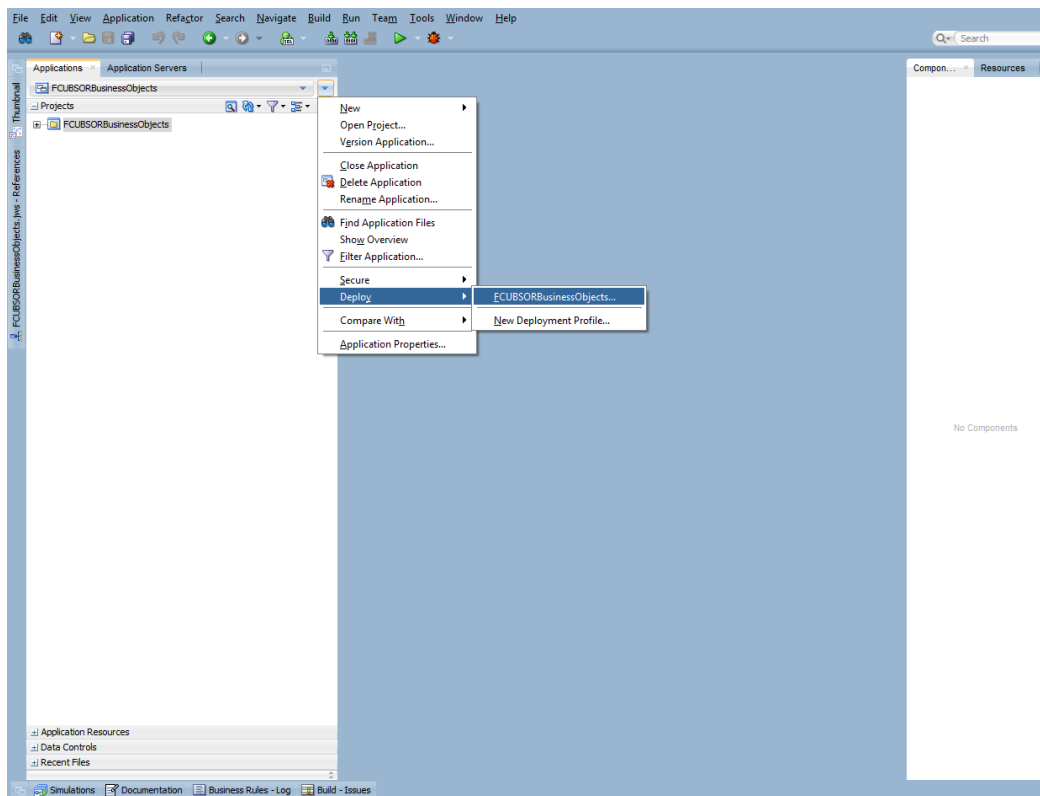 File Edit View Application Refactor Search Navigate Build Run Team Tools Window Help
Search
Applications Application Servers
Compon... Resources
FCUBSORBusinessObjects
Projects
FCUBSORBusinessObjects
Thumbnail
FCUBSORBusinessObjects.jws - References
New
Open Project...
Version Application...
Close Application
Delete Application
Rename Application...
Find Application Files
Show Overview
Filter Application...
Secure
Deploy
FCUBSORBusinessObjects...
Compare With
New Deployment Profile...
Application Properties...
No Components
Application Resources
Data Controls
Recent Files
Simulations Documentation Business Rules - Log Build - Issues